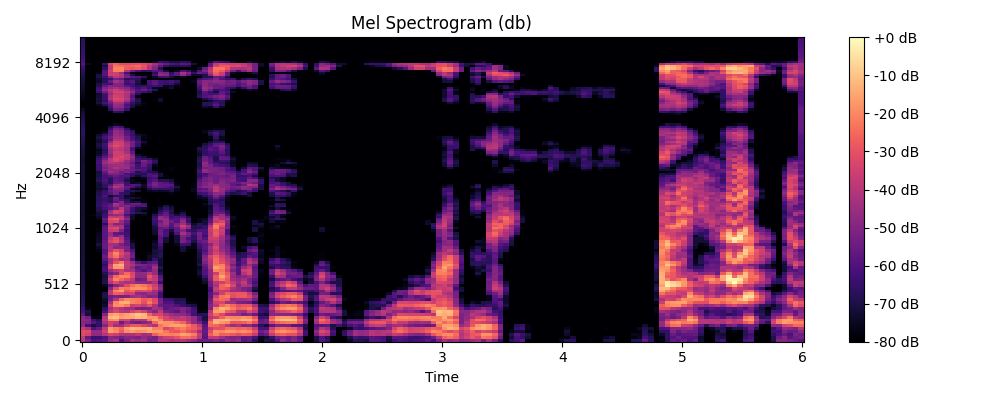 Mel Spectrogram (db)
8192
4096
2048
1024
512
0
Hz
0 1 2 3 4 5 6
Time
+0 dB
-10 dB
-20 dB
-30 dB
-40 dB
-50 dB
-60 dB
-70 dB
-80 dB